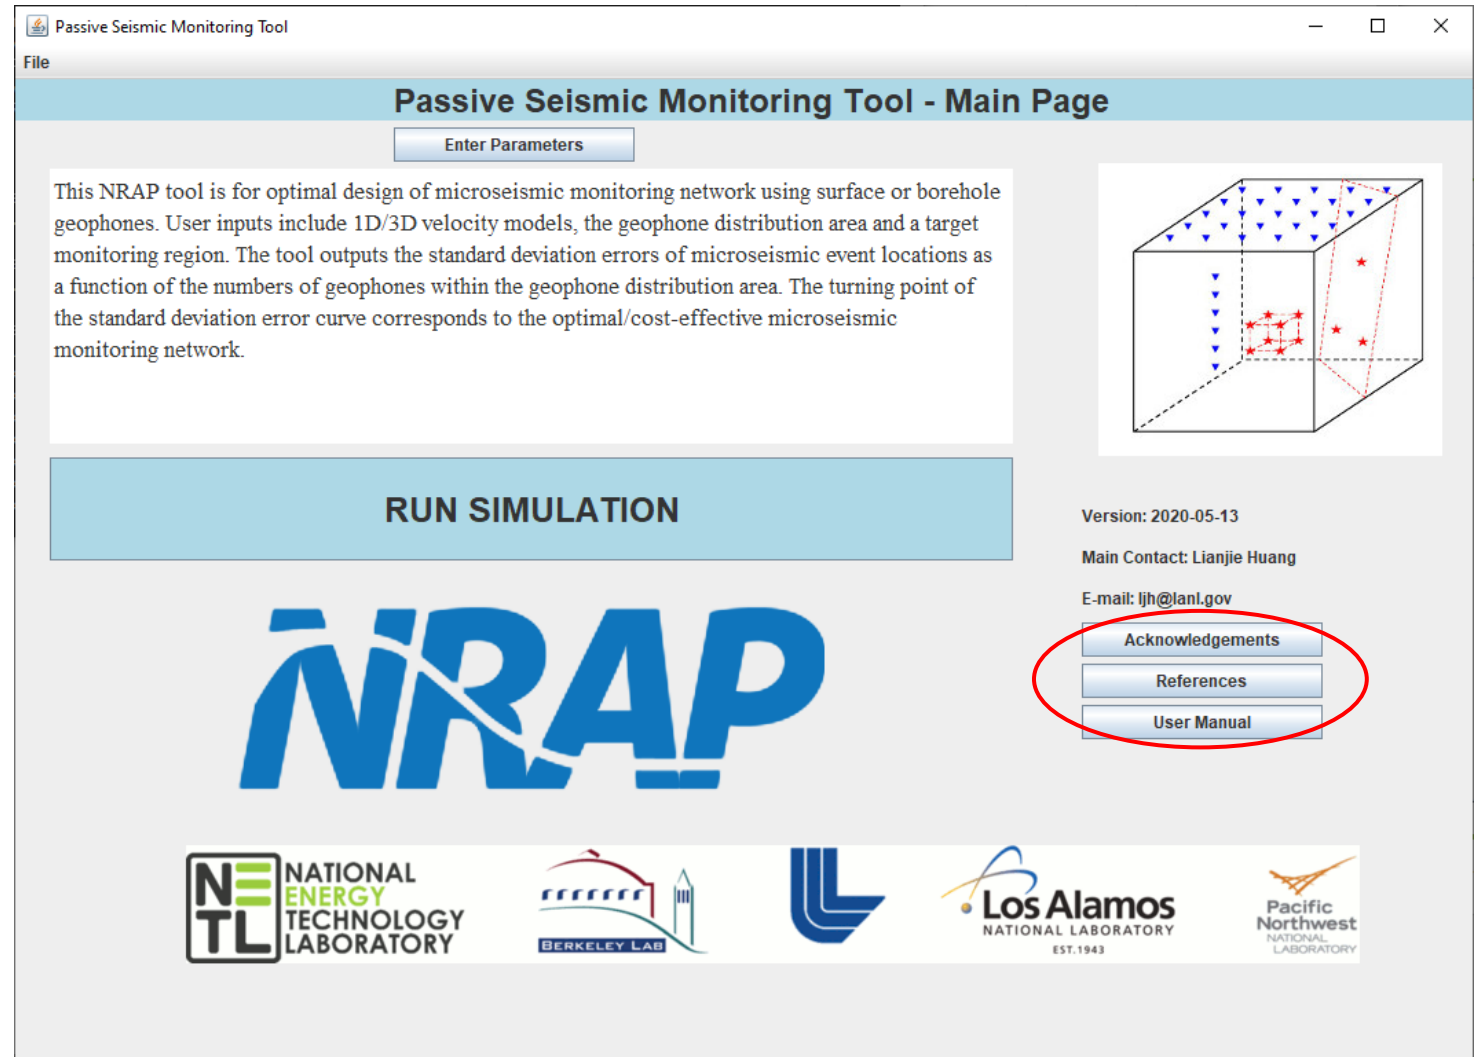 Passive Seismic Monitoring Tool
File
Passive Seismic Monitoring Tool - Main Page
Enter Parameters
This NRAP tool is for optimal design of microseismic monitoring network using surface or borehole
geophones. User inputs include 1D/3D velocity models, the geophone distribution area and a target
monitoring region. The tool outputs the standard deviation errors of microseismic event locations as
a function of the numbers of geophones within the geophone distribution area. The turning point of
the standard deviation error curve corresponds to the optimal/cost-effective microseismic
monitoring network.
RUN SIMULATION
Version: 2020-05-13
Main Contact: Lianjie Huang
E-mail: ljh@lanl.gov
Acknowledgements
References
User Manual
NRAP
NETL
NATIONAL
ENERGY
TECHNOLOGY
LABORATORY
BERKELEY LAB
Los Alamos
NATIONAL LABORATORY
EST.1943
Pacific
Northwest
NATIONAL
LABORATORY